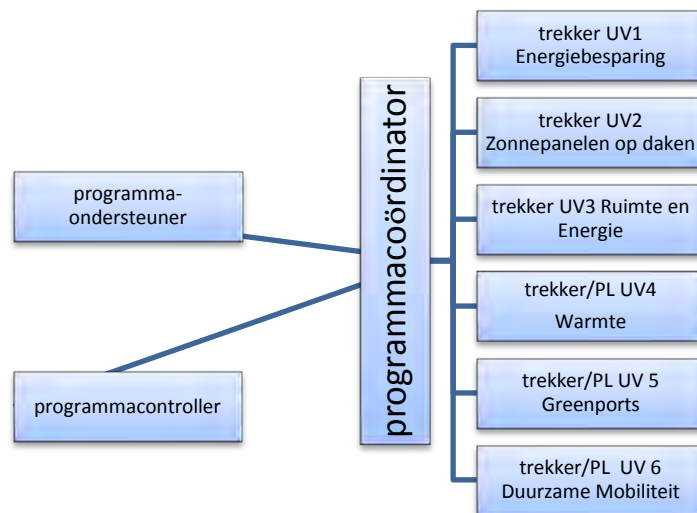 programma-
ondersteuner
programmacontroller
programmacoördinator
trekker UV1
Energiebesparing
trekker UV2
Zonnepanelen op daken
trekker UV3 Ruimte en
Energie
trekker/PL UV4
Warmte
trekker/PL UV 5
Greenports
trekker/PL UV 6
Duurzame Mobiliteit